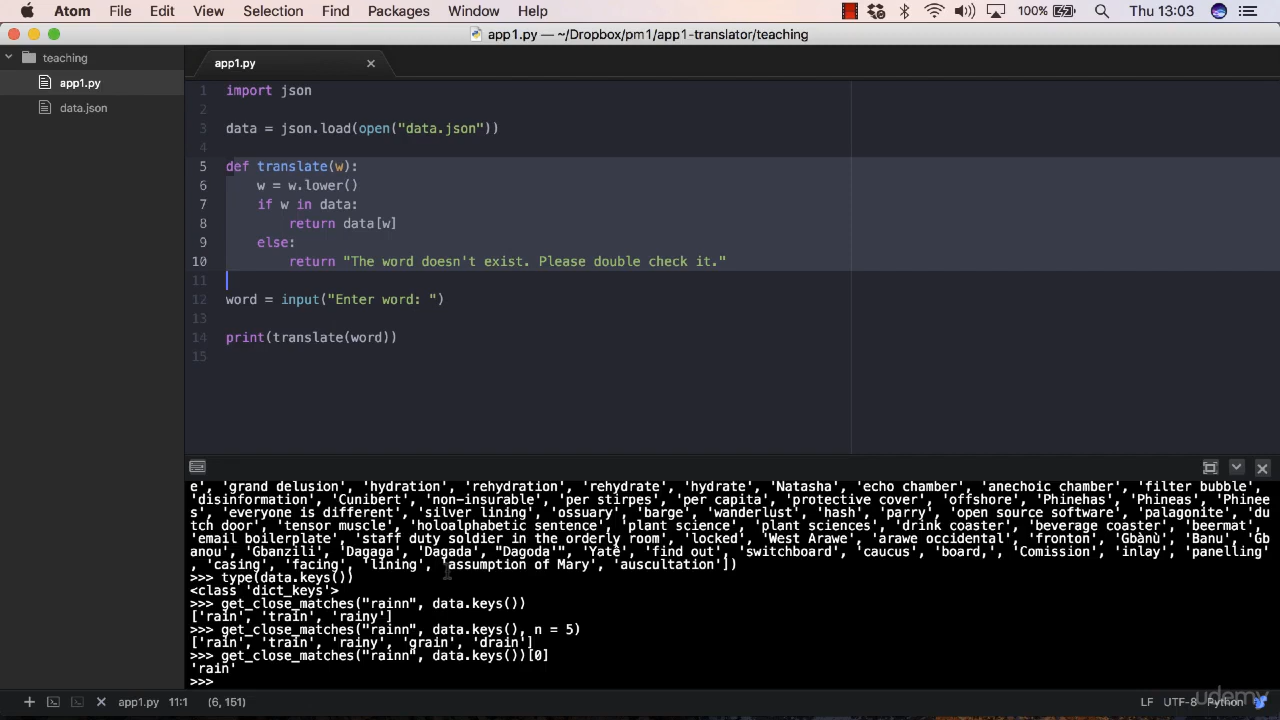 Atom File Edit View Selection Find Packages Window Help 100% Thu 13:03
app1.py — ~/Dropbox/pm1/app1-translator/teaching
teaching
app1.py
data.json
app1.py
1 import json
2
3 data = json.load(open("data.json"))
4
5 def translate(w):
6 w = w.lower()
7 if w in data:
8 return data[w]
9 else:
10 return "The word doesn't exist. Please double check it."
11
12 word = input("Enter word: ")
13
14 print(translate(word))
15
e', 'grand delusion', 'hydration', 'rehydration', 'rehydrate', 'hydrate', 'Natasha', 'echo chamber', 'anechoic chamber', 'filter bubble',
'disinformation', 'Cunibert', 'non-insurable', 'per stirpes', 'per capita', 'protective cover', 'offshore', 'Phinehas', 'Phineas', 'Phinee
s', 'everyone is different', 'silver lining', 'ossuary', 'barge', 'wanderlust', 'hash', 'parry', 'open source software', 'palagonite', 'du
tch door', 'tensor muscle', 'holoalphabetic sentence', 'plant science', 'plant sciences', 'drink coaster', 'beverage coaster', 'beermat',
'email boilerplate', 'staff duty soldier in the orderly room', 'locked', 'West Arawe', 'arawe occidental', 'fronton', 'Gbànù', 'Banu', 'Gb
anou', 'Gbanzili', 'Dagaga', 'Dagada', "Dagoda'", 'Yatê', 'find out', 'switchboard', 'caucus', 'board,', 'Comission', 'inlay', 'panelling'
, 'casing', 'facing', 'lining', 'assumption of Mary', 'auscultation'])
>>> type(data.keys())
<class 'dict_keys'>
>>> get_close_matches("rainn", data.keys())
['rain', 'train', 'rainy']
>>> get_close_matches("rainn", data.keys(), n = 5)
['rain', 'train', 'rainy', 'grain', 'drain']
>>> get_close_matches("rainn", data.keys())[0]
'rain'
>>>
app1.py 11:1 (6, 151) LF UTF-8 Python
udemy